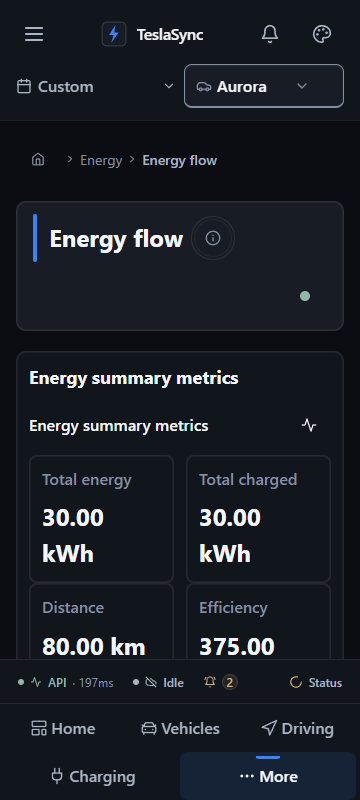 TeslaSync
Custom
Aurora
Energy
Energy flow
Energy flow
Energy summary metrics
Energy summary metrics
Total energy
30.00
kWh
Total charged
30.00
kWh
Distance
80.00 km
Efficiency
375.00
API · 197ms
Idle
2
Status
Home
Vehicles
Driving
Charging
More